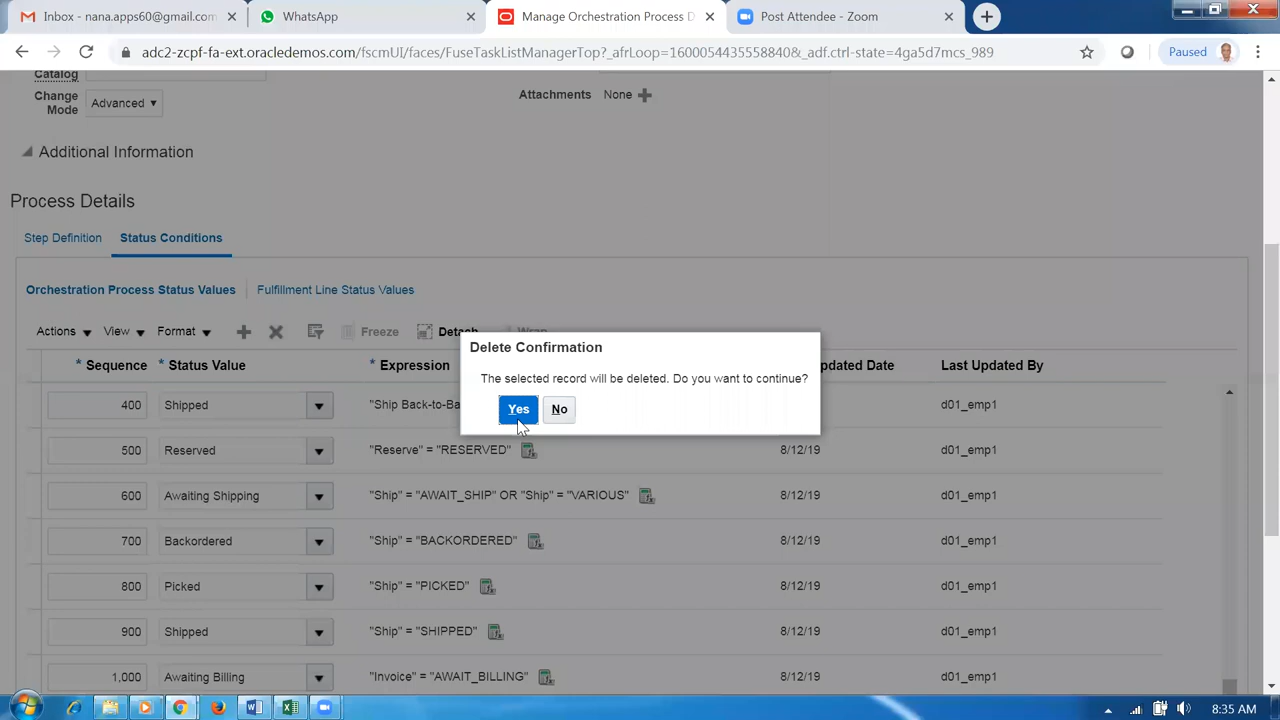 Inbox - nana.apps60@gmail.com
WhatsApp
Manage Orchestration Process D
Post Attendee - Zoom
adc2-zcpf-fa-ext.oracledemos.com/fscmUI/faces/FuseTaskListManagerTop?_afrLoop=16000544355558840&_adf.ctrl-state=4ga5d7mcs_989
Paused
Catalog
Change Mode Advanced
Attachments None
Additional Information
Process Details
Step Definition Status Conditions
Orchestration Process Status Values Fulfillment Line Status Values
Actions View Format Freeze Detach Wrap
* Sequence * Status Value * Expression pdated Date Last Updated By
Delete Confirmation
The selected record will be deleted. Do you want to continue?
Yes No
400 Shipped "Ship Back-to-Ba d01_emp1
500 Reserved "Reserve" = "RESERVED" 8/12/19 d01_emp1
600 Awaiting Shipping "Ship" = "AWAIT_SHIP" OR "Ship" = "VARIOUS" 8/12/19 d01_emp1
700 Backordered "Ship" = "BACKORDERED" 8/12/19 d01_emp1
800 Picked "Ship" = "PICKED" 8/12/19 d01_emp1
900 Shipped "Ship" = "SHIPPED" 8/12/19 d01_emp1
1,000 Awaiting Billing "Invoice" = "AWAIT_BILLING" 8/12/19 d01_emp1
8:35 AM